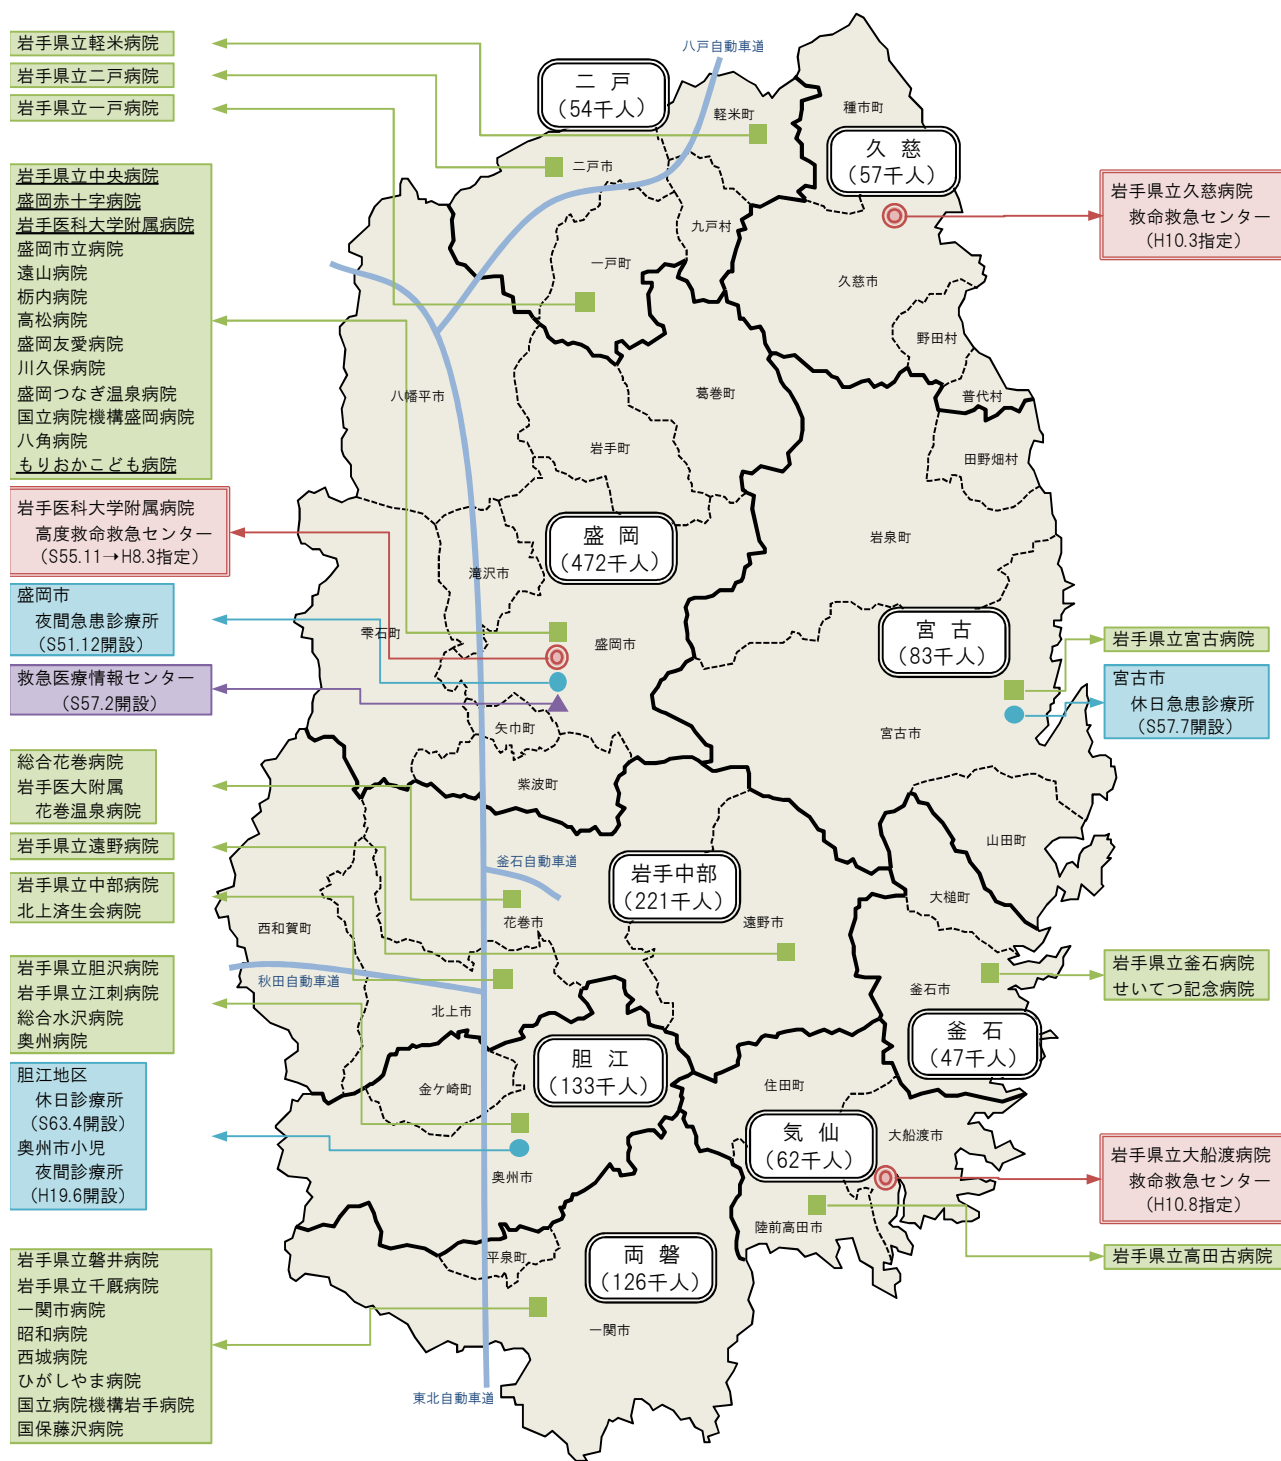 岩手県立軽米病院
岩手県立二戸病院
岩手県立一戸病院
岩手県立中央病院
盛岡赤十字病院
岩手医科大学附属病院
盛岡市立病院
遠山病院
栃内病院
高松病院
盛岡友愛病院
川久保病院
盛岡つなぎ温泉病院
国立病院機構盛岡病院
八角病院
もりおかこども病院
岩手医科大学附属病院
高度救命救急センター
（S55.11→H8.3指定）
盛岡市
夜間急患診療所
（S51.12開設）
救急医療情報センター
（S57.2開設）
総合花巻病院
岩手医大附属
花巻温泉病院
岩手県立遠野病院
岩手県立中部病院
北上済生会病院
岩手県立胆沢病院
岩手県立江刺病院
総合水沢病院
奥州病院
胆江地区
休日診療所
（S63.4開設）
奥州市小児
夜間診療所
（H19.6開設）
岩手県立磐井病院
岩手県立千厩病院
一関市病院
昭和病院
西城病院
ひがしやま病院
国立病院機構岩手病院
国保藤沢病院
八戸自動車道
二 戸
（54千人）
軽米町
種市町
久 慈
（57千人）
二戸市
九戸村
一戸町
久慈市
野田村
普代村
葛巻町
八幡平市
岩手町
田野畑村
盛 岡
（472千人）
岩泉町
滝沢市
雫石町
盛岡市
宮 古
（83千人）
矢巾町
紫波町
宮古市
山田町
釜石自動車道
岩手中部
（221千人）
大槌町
西和賀町
花巻市
遠野市
秋田自動車道
北上市
釜石市
釜 石
（47千人）
胆 江
（133千人）
金ケ崎町
住田町
気 仙
（62千人）
大船渡市
奥州市
陸前高田市
平泉町
両 磐
（126千人）
一関市
東北自動車道
岩手県立久慈病院
救命救急センター
（H10.3指定）
岩手県立宮古病院
宮古市
休日急患診療所
（S57.7開設）
岩手県立釜石病院
せいてつ記念病院
岩手県立大船渡病院
救命救急センター
（H10.8指定）
岩手県立高田古病院